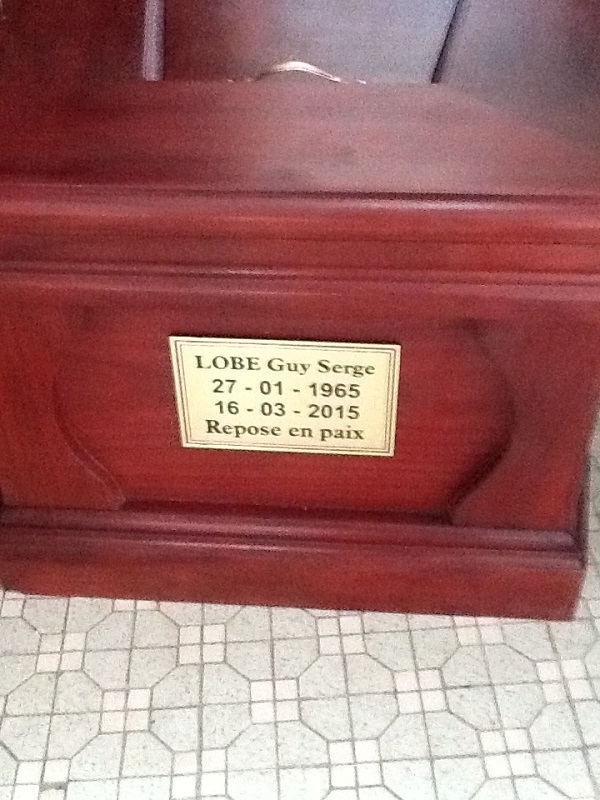 LOBE Guy Serge
27 - 01 - 1965
16 - 03 - 2015
Repose en paix